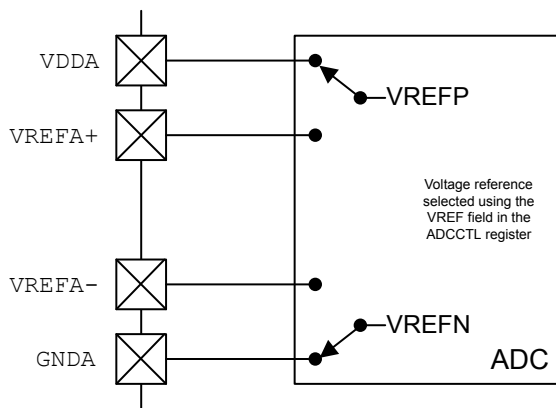 VDDA
VREFP
VREFA+
Voltage reference
selected using the
VREF field in the
ADCCTL register
VREFA-
VREFN
GNDA
ADC